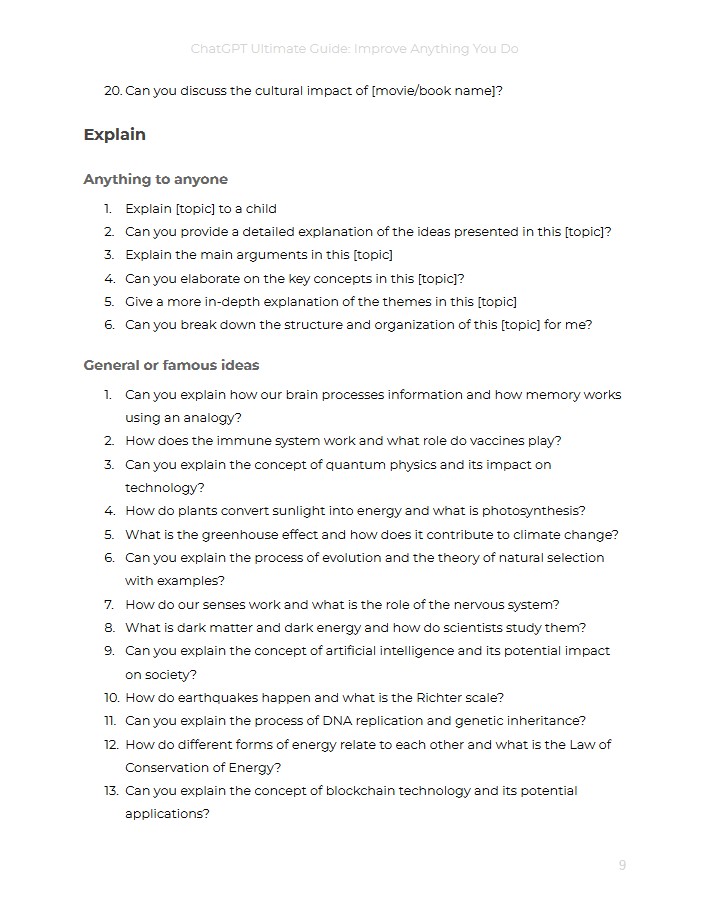 ChatGPT Ultimate Guide: Improve Anything You Do
20. Can you discuss the cultural impact of [movie/book name]?
Explain
Anything to anyone
1. Explain [topic] to a child
2. Can you provide a detailed explanation of the ideas presented in this [topic]?
3. Explain the main arguments in this [topic]
4. Can you elaborate on the key concepts in this [topic]?
5. Give a more in-depth explanation of the themes in this [topic]
6. Can you break down the structure and organization of this [topic] for me?
General or famous ideas
1. Can you explain how our brain processes information and how memory works
using an analogy?
2. How does the immune system work and what role do vaccines play?
3. Can you explain the concept of quantum physics and its impact on
technology?
4. How do plants convert sunlight into energy and what is photosynthesis?
5. What is the greenhouse effect and how does it contribute to climate change?
6. Can you explain the process of evolution and the theory of natural selection
with examples?
7. How do our senses work and what is the role of the nervous system?
8. What is dark matter and dark energy and how do scientists study them?
9. Can you explain the concept of artificial intelligence and its potential impact
on society?
10. How do earthquakes happen and what is the Richter scale?
11. Can you explain the process of DNA replication and genetic inheritance?
12. How do different forms of energy relate to each other and what is the Law of
Conservation of Energy?
13. Can you explain the concept of blockchain technology and its potential
applications?
9